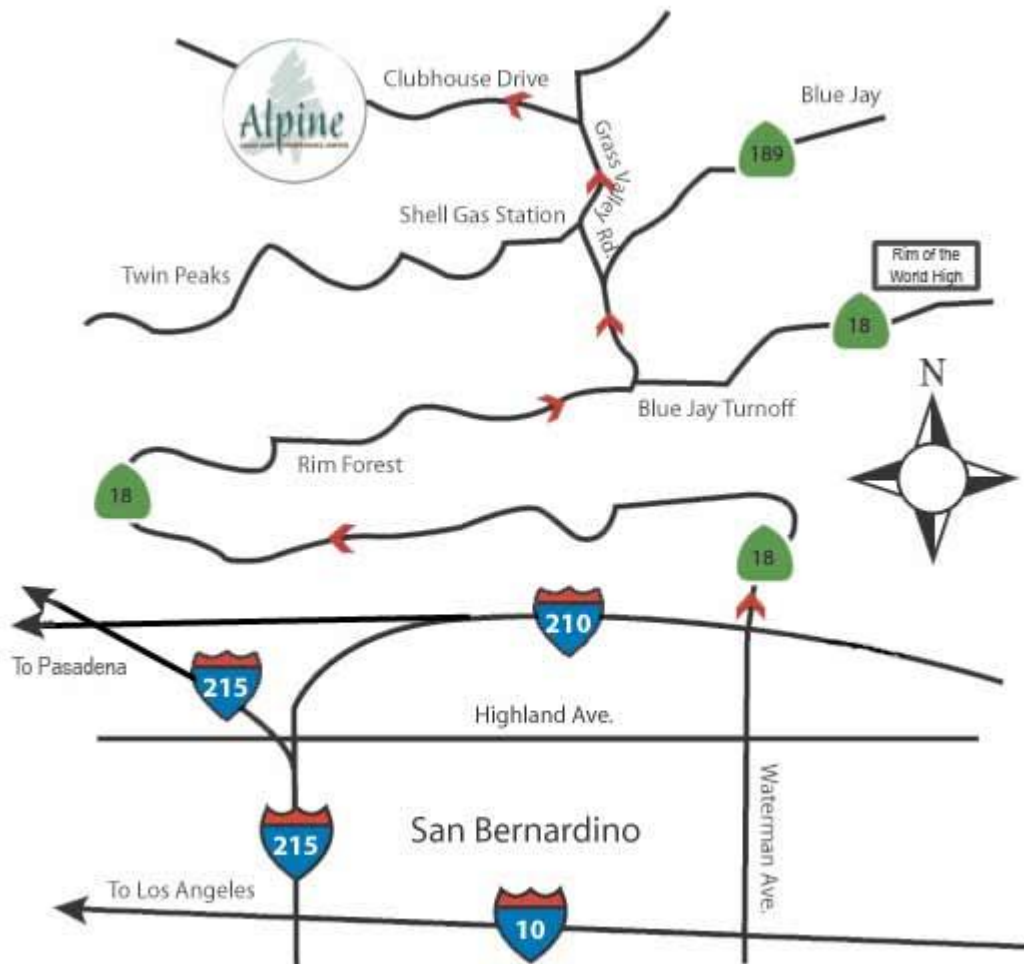 Clubhouse Drive
Blue Jay
Alpine
189
Grass Valley Rd.
Shell Gas Station
Twin Peaks
Rim of the
World High
18
Blue Jay Turnoff
N
Rim Forest
18
18
210
To Pasadena
215
Highland Ave.
Waterman Ave.
215
San Bernardino
To Los Angeles
10